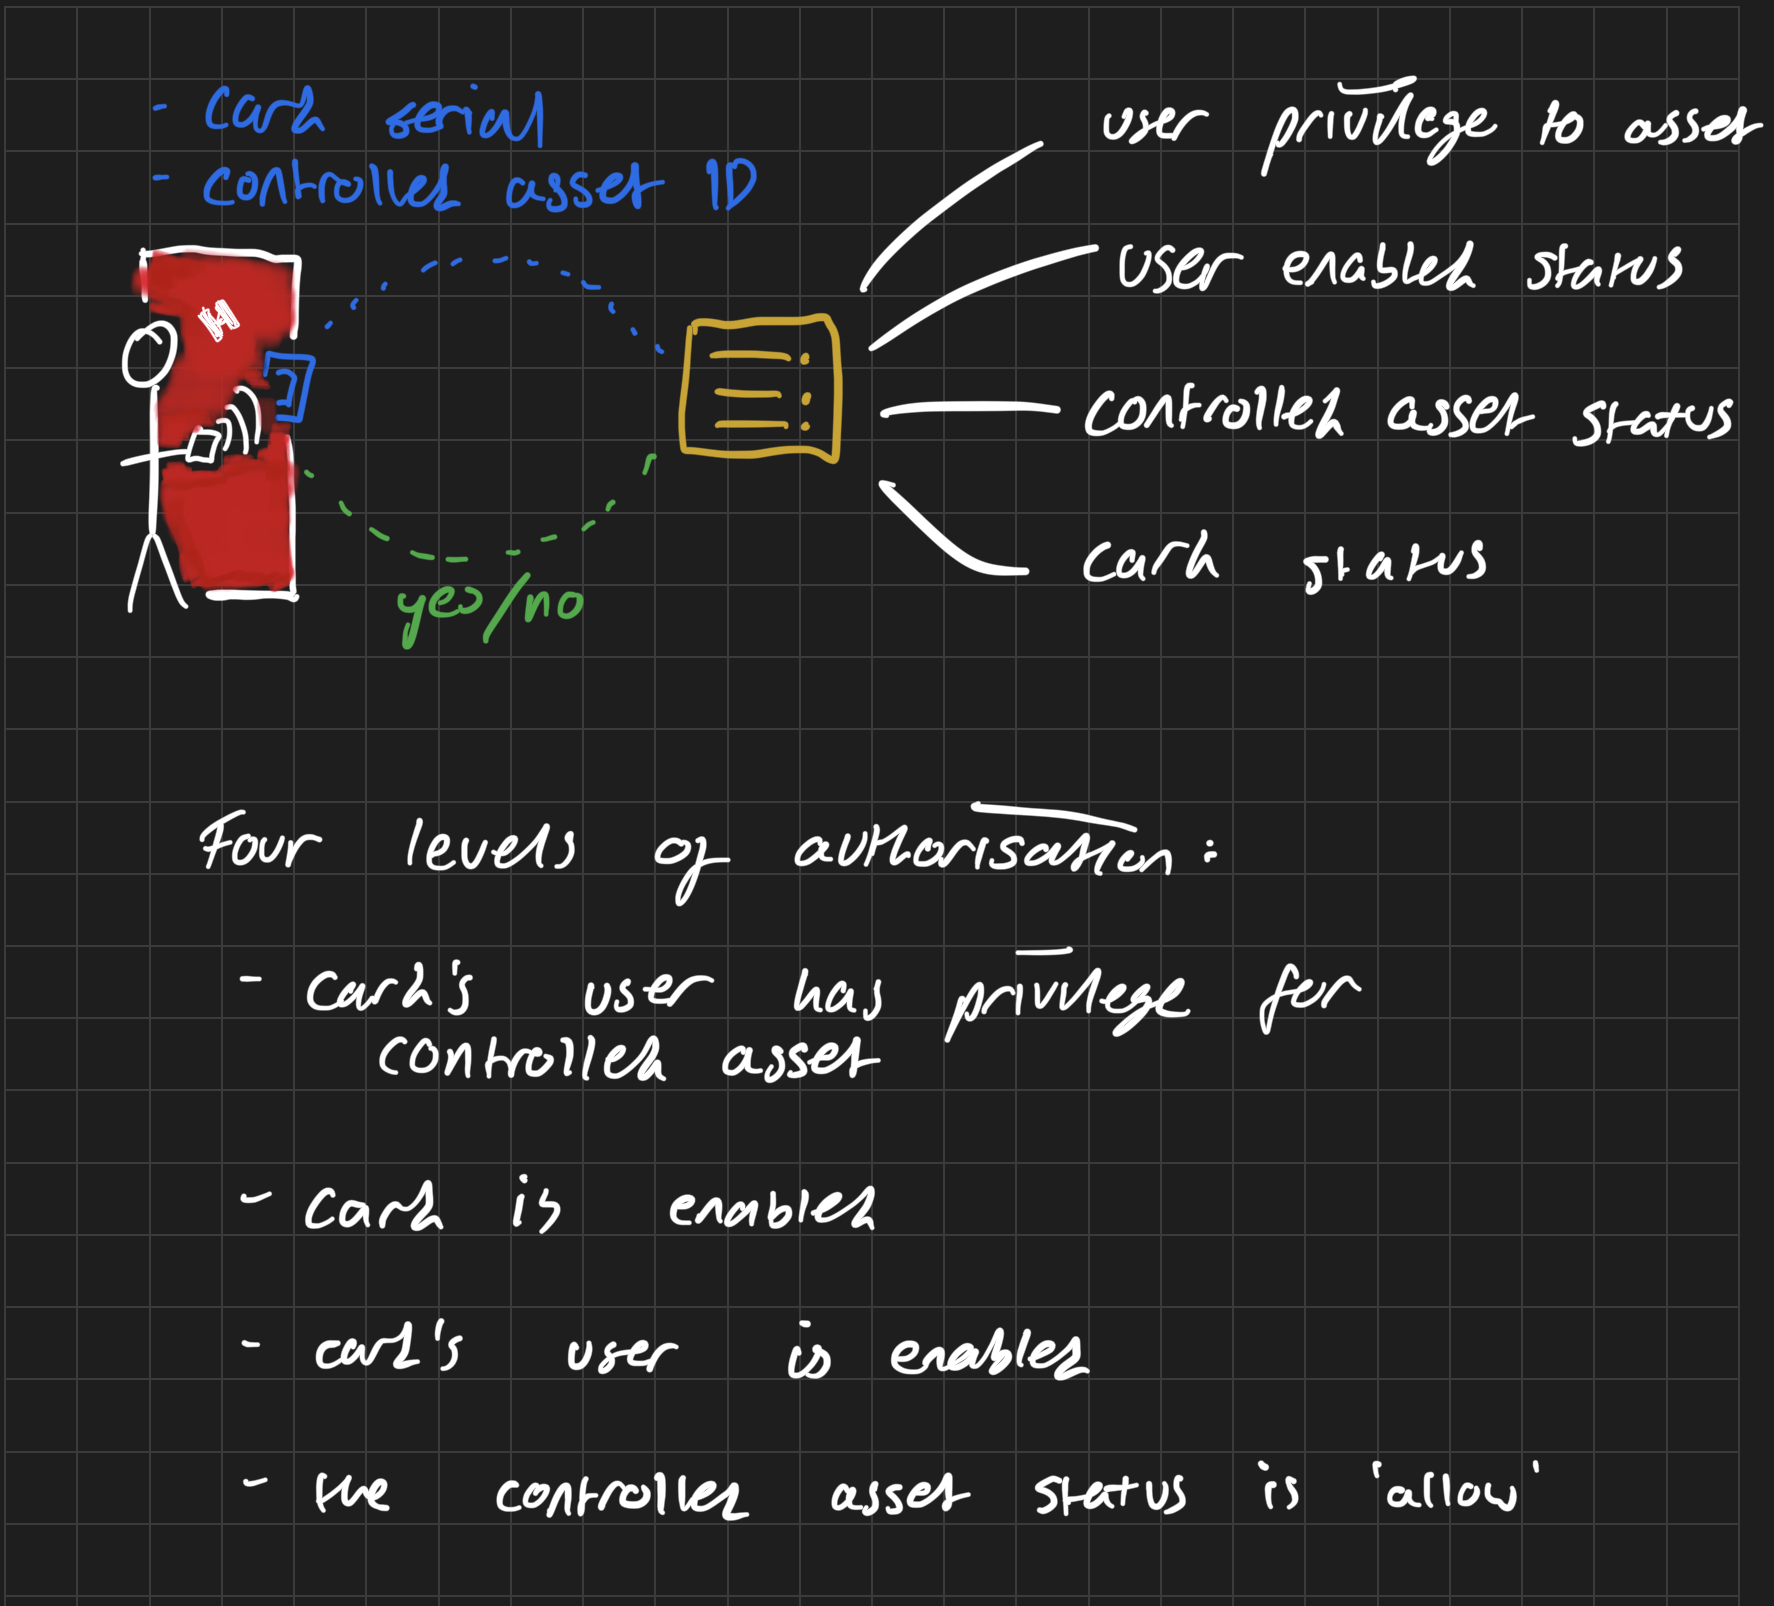 - card serial
- controlled asset ID
user privilege to asset
user enabled status
controlled asset status
card status
yes/no
Four levels of authorisation:
- card's user has privilege for
controlled asset
- card is enabled
- card's user is enabled
- the controlled asset status is 'allow'